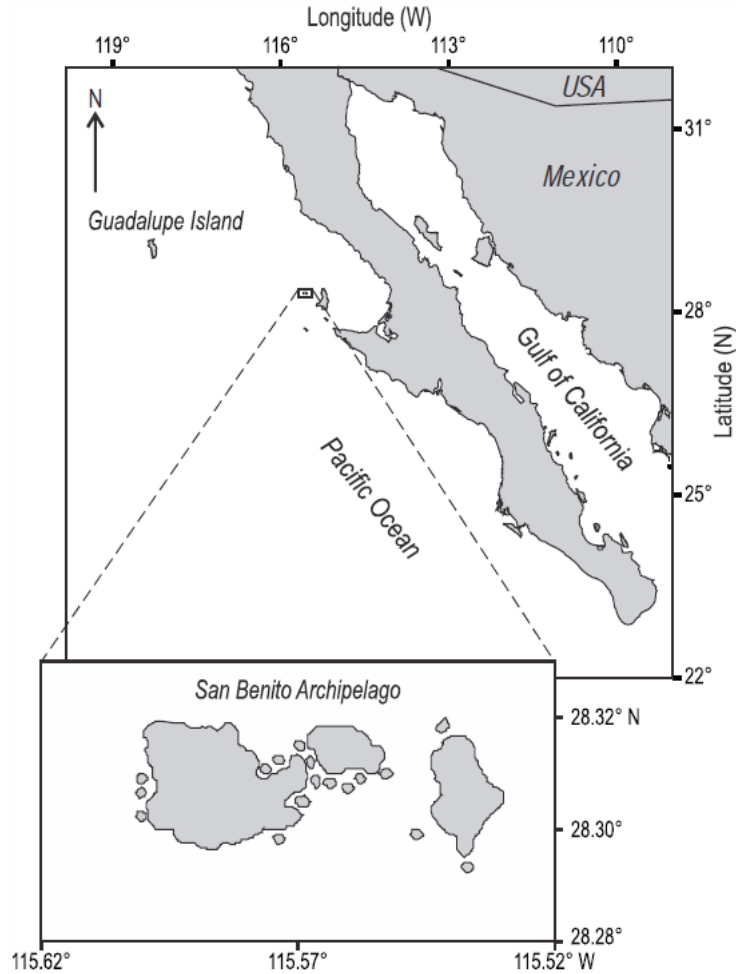 Longitude (W)
119° 116° 113° 110°
N
USA
31°
Mexico
Guadalupe Island
28°
Gulf of California
Latitude (N)
Pacific Ocean
25°
22°
San Benito Archipelago
28.32° N
28.30°
28.28°
115.62° 115.57° 115.52° W